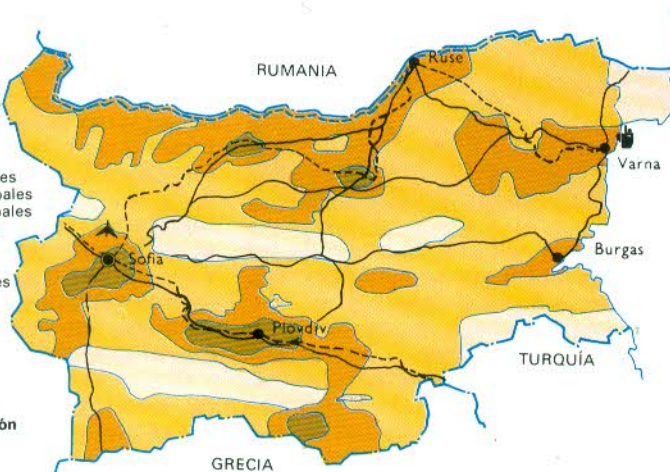 RUMANIA
Ruse
Varna
Sofia
Burgas
Plovdiv
TURQUÍA
GRECIA